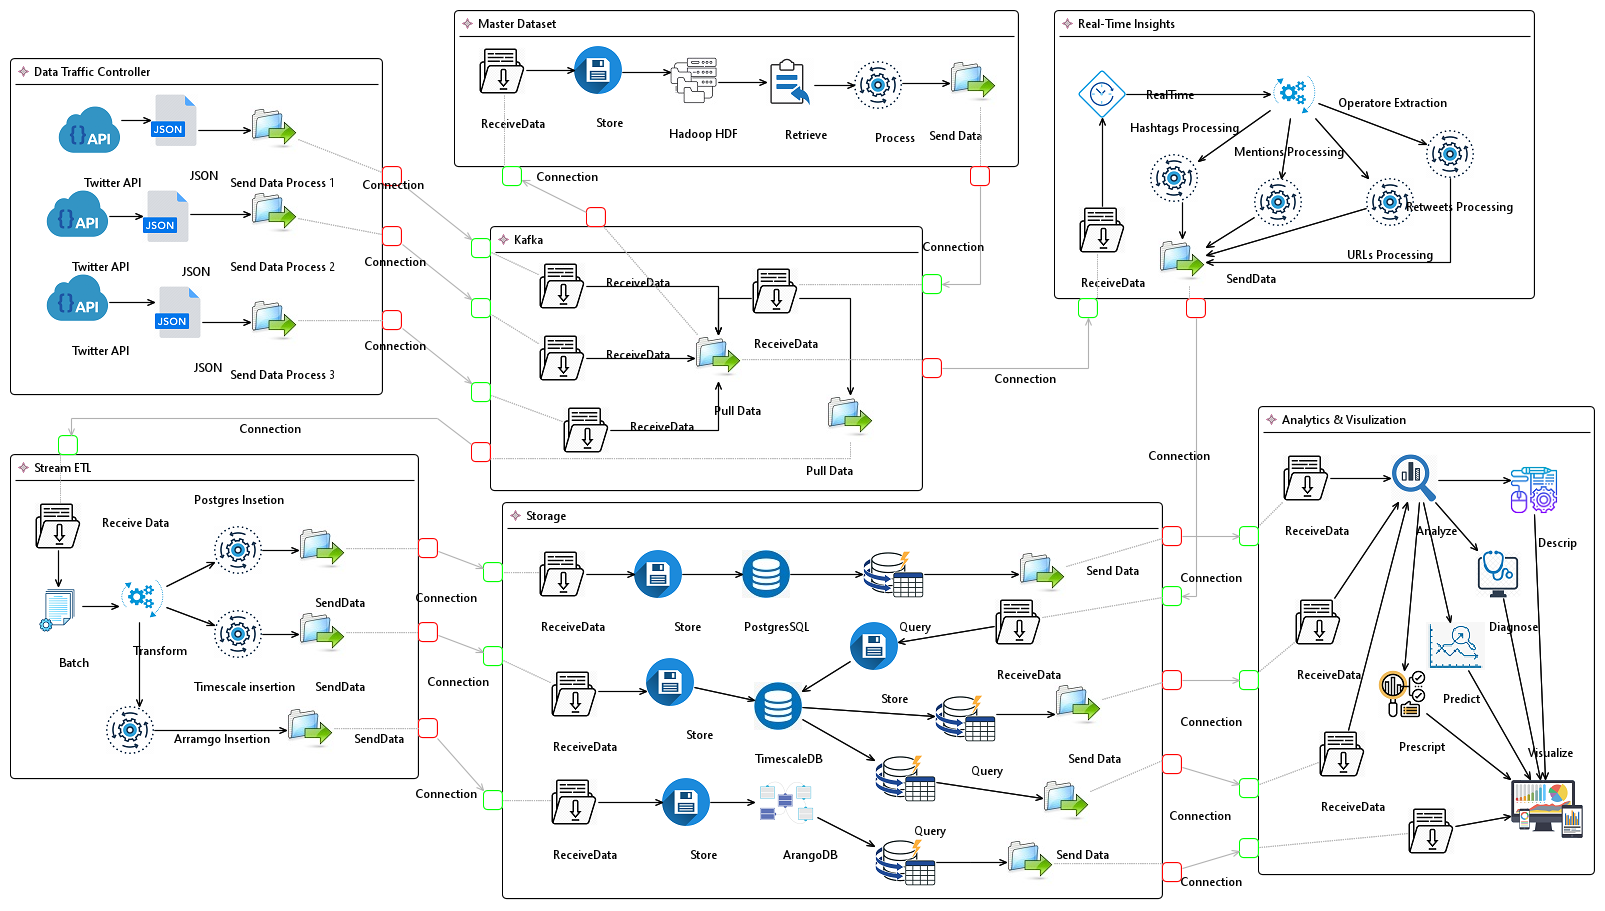 Data Traffic Controller
{} API
JSON
Twitter API
JSON
Send Data Process 1
{} API
JSON
Twitter API
JSON
Send Data Process 2
{} API
JSON
Twitter API
JSON
Send Data Process 3
Connection
Connection
Connection
Master Dataset
ReceiveData
Store
Hadoop HDF
Retrieve
Process
Send Data
Connection
Connection
Kafka
ReceiveData
ReceiveData
ReceiveData
ReceiveData
Pull Data
Pull Data
Connection
Connection
Real-Time Insights
RealTime
Operatore Extraction
Hashtags Processing
Mentions Processing
Retweets Processing
URLs Processing
ReceiveData
SendData
Connection
Stream ETL
Postgres Insetion
Receive Data
SendData
Batch
Transform
Timescale insertion
SendData
Arramgo Insertion
SendData
Connection
Connection
Connection
Storage
ReceiveData
Store
PostgresSQL
Query
Send Data
ReceiveData
Store
ReceiveData
Store
TimescaleDB
Query
Send Data
ReceiveData
Store
ArangoDB
Query
Send Data
Connection
Connection
Connection
Connection
Analytics & Visulization
ReceiveData
Analyze
Descrip
Diagnose
ReceiveData
Predict
Prescript
Visualize
ReceiveData